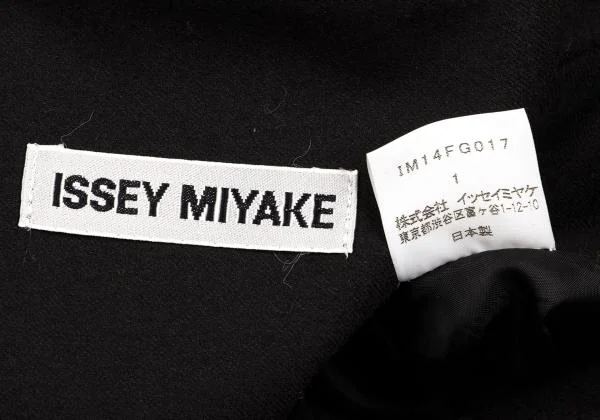 ISSEY MIYAKE
IM14FG017
1
株式会社 イッセイミヤケ
東京都渋谷区富ヶ谷1-12-10
日本製